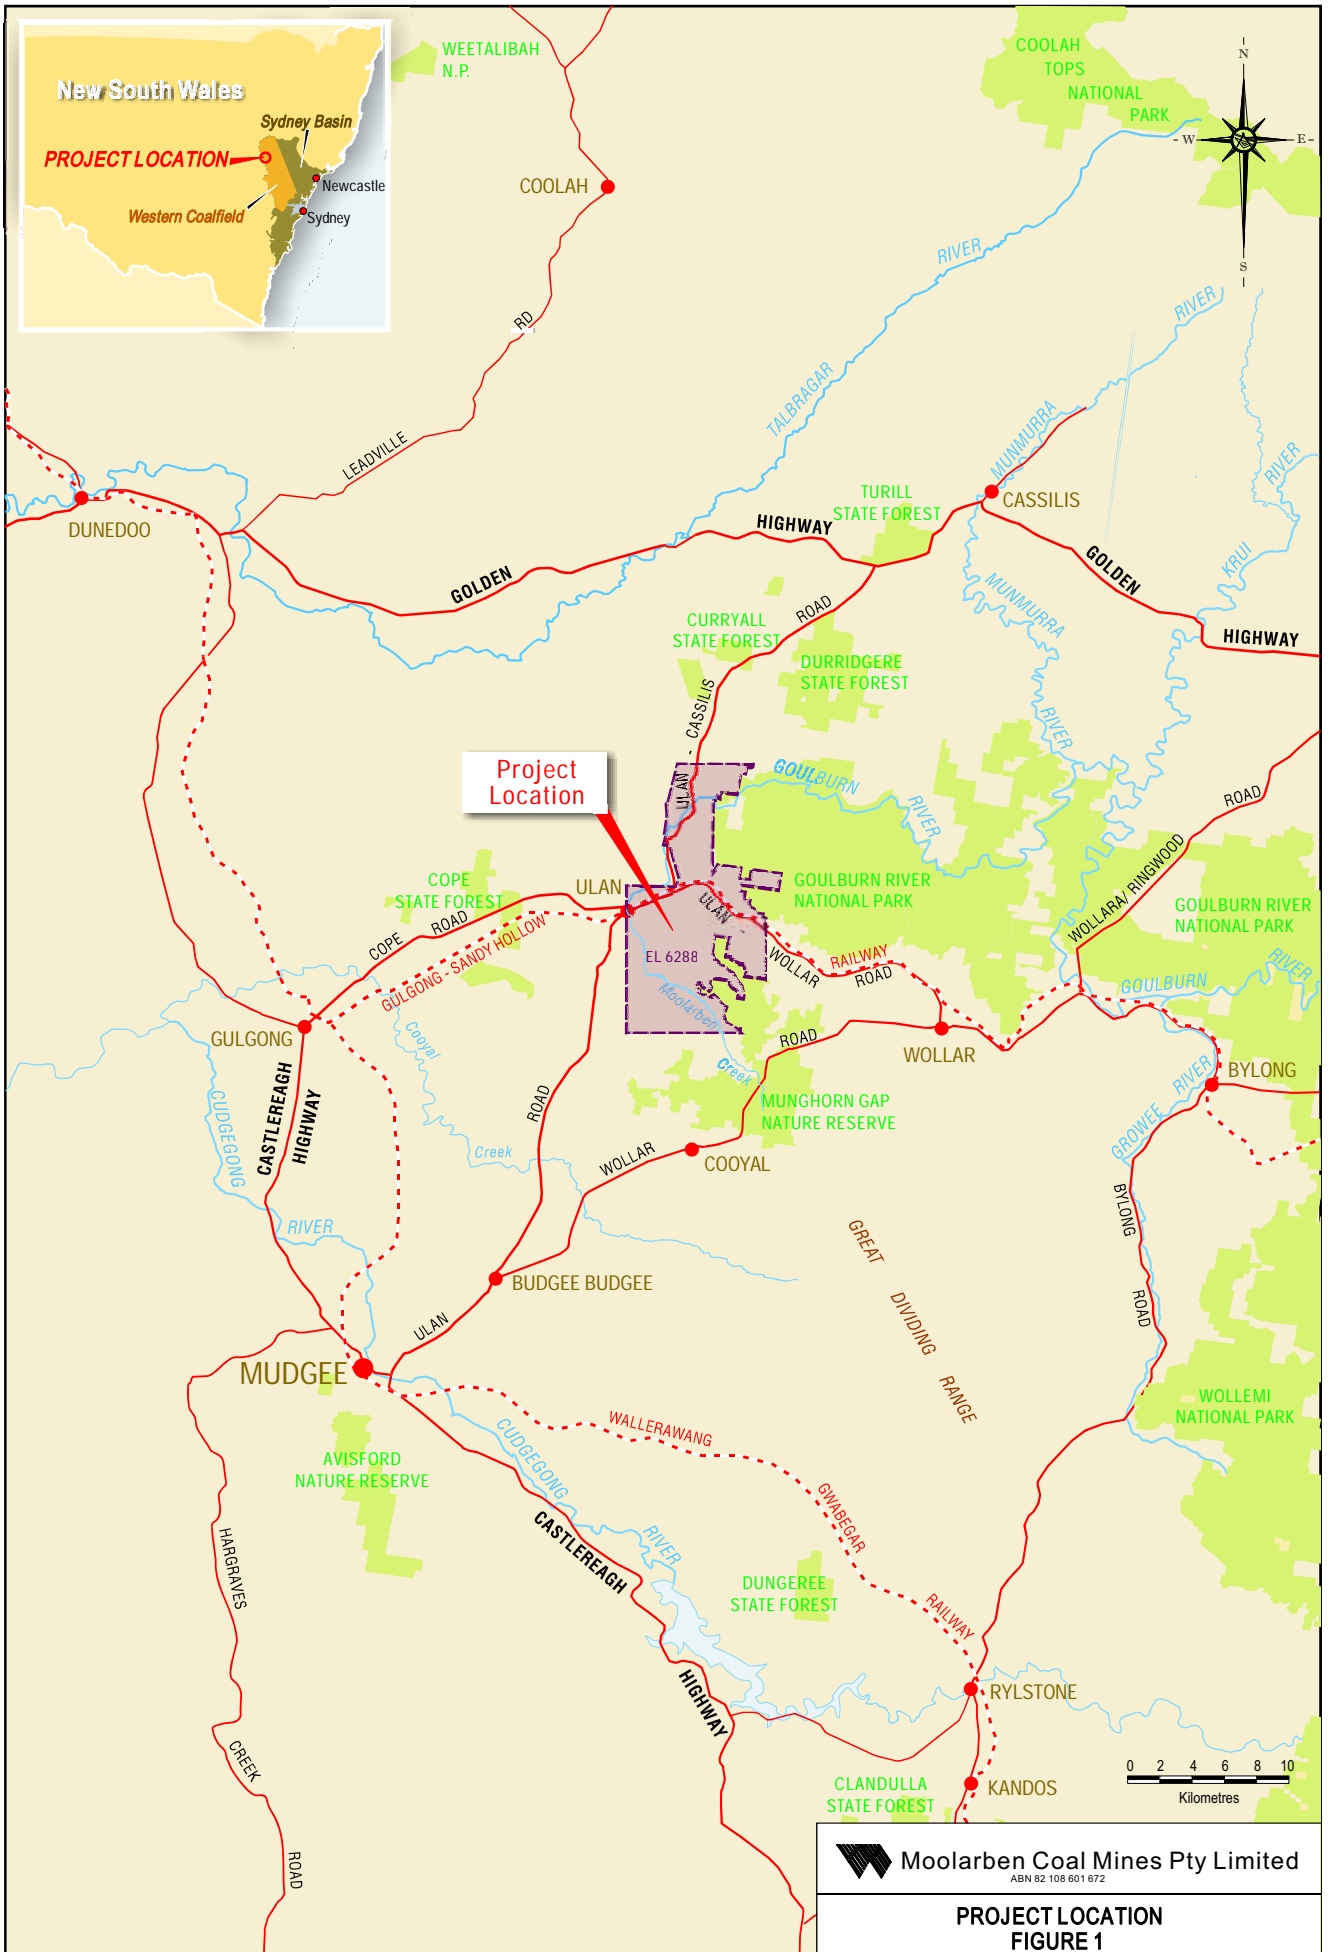 New South Wales
Sydney Basin
PROJECT LOCATION
Newcastle
Western Coalfield
Sydney
WEETALIBAH
N.P.
COOLAH
TOPS
NATIONAL
PARK
N
W
E
S
COOLAH
RIVER
RIVER
RD
TALBRAGAR
MUNMURRA
RIVER
LEADVILLE
DUNEDOO
TURILL
STATE FOREST
CASSILIS
HIGHWAY
GOLDEN
GOLDEN
KRUI
MUNMURRA
HIGHWAY
CURRYALL
STATE FOREST
ROAD
DURRIDGERE
STATE FOREST
ULAN - CASSILIS
RIVER
Project
Location
GOULBURN
RIVER
ROAD
WOLLARA/ RINGWOOD
COPE
STATE FOREST
ULAN
ULAN -
GOULBURN RIVER
NATIONAL PARK
GOULBURN RIVER
NATIONAL PARK
COPE
ROAD
GULGONG - SANDY HOLLOW
EL 6288
WOLLAR
RAILWAY
ROAD
GOULBURN
RIVER
Moolarben
Creek
GULGONG
Cooyal
Creek
ROAD
WOLLAR
BYLONG
CASTLEREAGH
HIGHWAY
CUDGEGONG
RIVER
ROAD
MUNGHORN GAP
NATURE RESERVE
GROWEE
RIVER
WOLLAR
COOYAL
BYLONG
ROAD
GREAT
DIVIDING
RANGE
BUDGEE BUDGEE
ULAN
MUDGEE
WOLLEMI
NATIONAL PARK
WALLERAWANG
GWABEGAR
RAILWAY
AVISFORD
NATURE RESERVE
CUDGEGONG
RIVER
CASTLEREAGH
HIGHWAY
HARGRAVES
CREEK
ROAD
DUNGEREE
STATE FOREST
RYLSTONE
CLANDULLA
STATE FOREST
KANDOS
0 2 4 6 8 10
Kilometres
Moolarben Coal Mines Pty Limited
ABN 82 108 601 672
PROJECT LOCATION
FIGURE 1